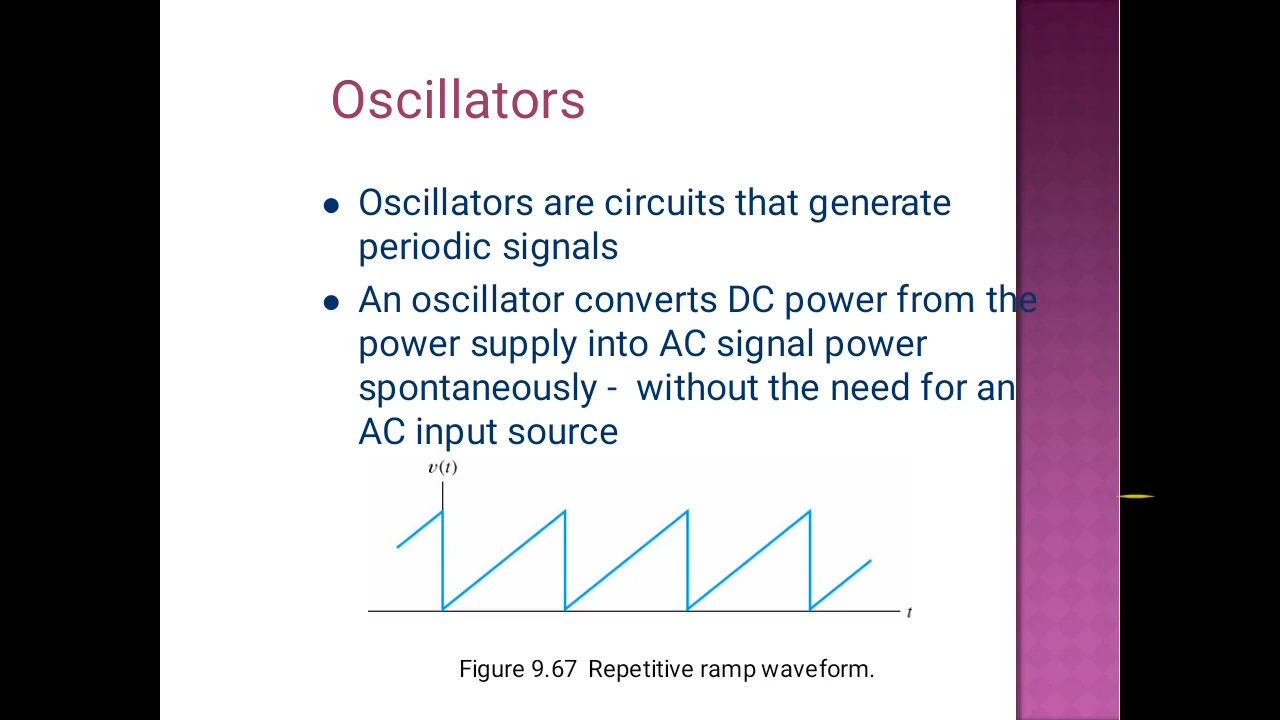 Oscillators
● Oscillators are circuits that generate
periodic signals
● An oscillator converts DC power from the
power supply into AC signal power
spontaneously -  without the need for an
AC input source
v(t)
t
Figure 9.67  Repetitive ramp waveform.